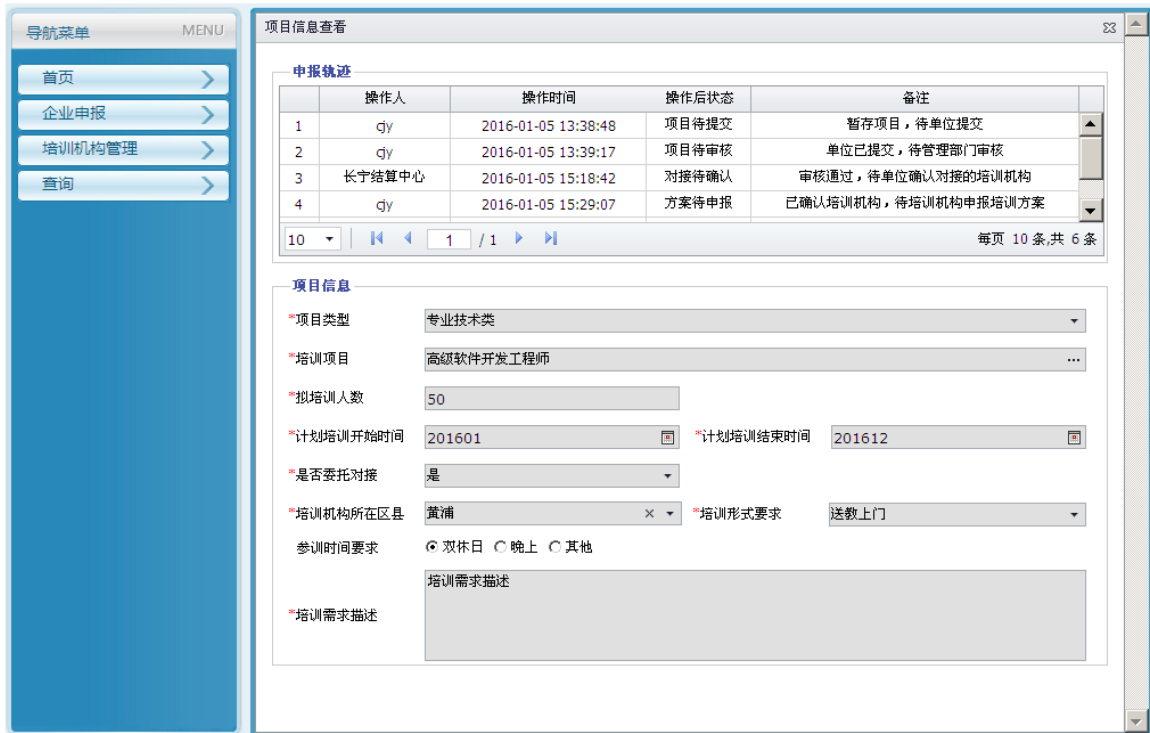 导航菜单 MENU
首页
企业申报
培训机构管理
查询
项目信息查看
申报轨迹
操作人 操作时间 操作后状态 备注
1 cjy 2016-01-05 13:38:48 项目待提交 暂存项目，待单位提交
2 cjy 2016-01-05 13:39:17 项目待审核 单位已提交，待管理部门审核
3 长宁结算中心 2016-01-05 15:18:42 对接待确认 审核通过，待单位确认对接的培训机构
4 cjy 2016-01-05 15:29:07 方案待申报 已确认培训机构，待培训机构申报培训方案
10 1 / 1 每页 10 条,共 6 条
项目信息
*项目类型 专业技术类
*培训项目 高级软件开发工程师 ...
*拟培训人数 50
*计划培训开始时间 201601 *计划培训结束时间 201612
*是否委托对接 是
*培训机构所在区县 黄浦 *培训形式要求 送教上门
参训时间要求 双休日 晚上 其他
培训需求描述
*培训需求描述